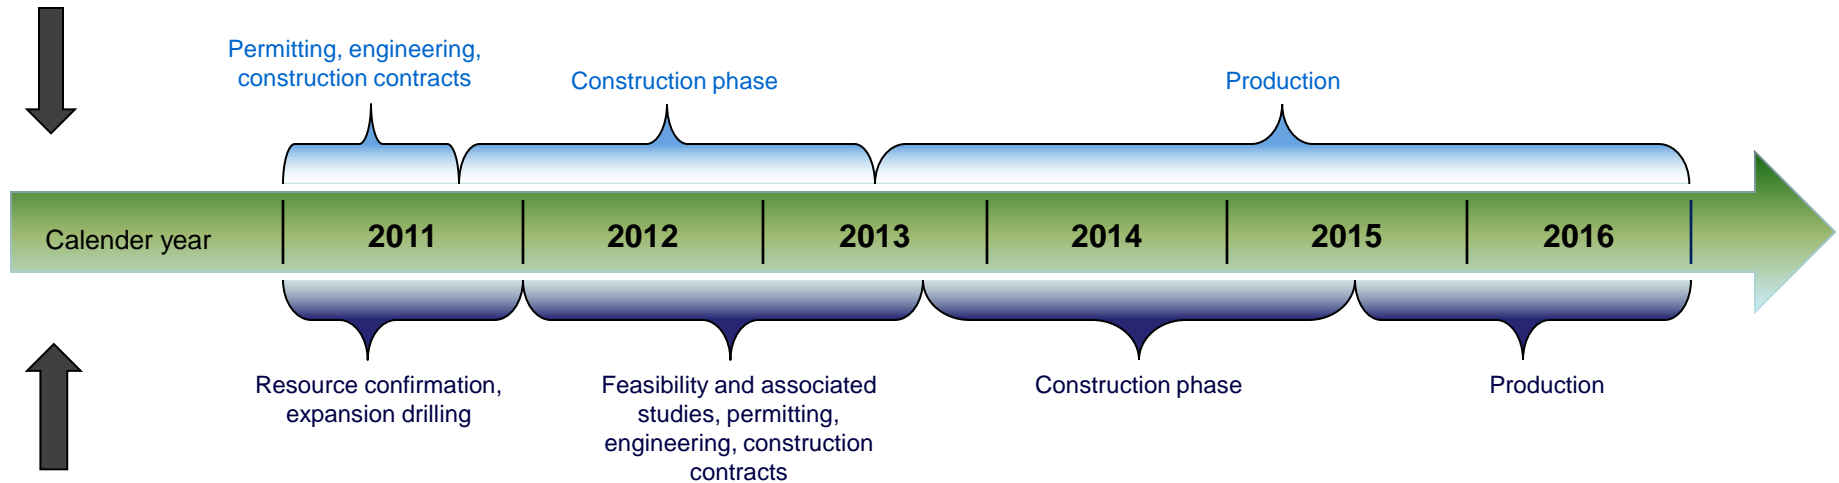 Permitting, engineering,
construction contracts
Construction phase
Production
Calender year
2011
2012
2013
2014
2015
2016
Resource confirmation,
expansion drilling
Feasibility and associated
studies, permitting,
engineering, construction
contracts
Construction phase
Production